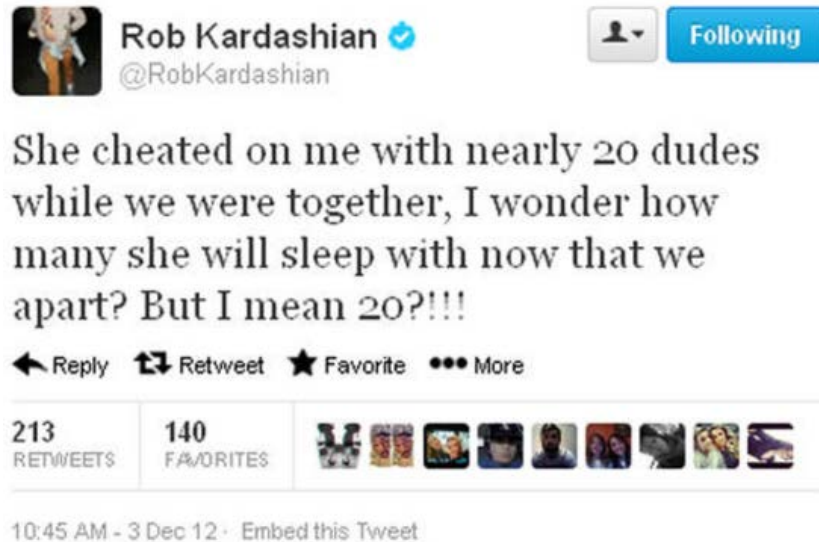 Rob Kardashian
Following
@RobKardashian
She cheated on me with nearly 20 dudes
while we were together, I wonder how
many she will sleep with now that we
apart? But I mean 20?!!!
Reply Retweet Favorite More
213 140
RETWEETS FAVORITES
10:45 AM - 3 Dec 12 · Embed this Tweet